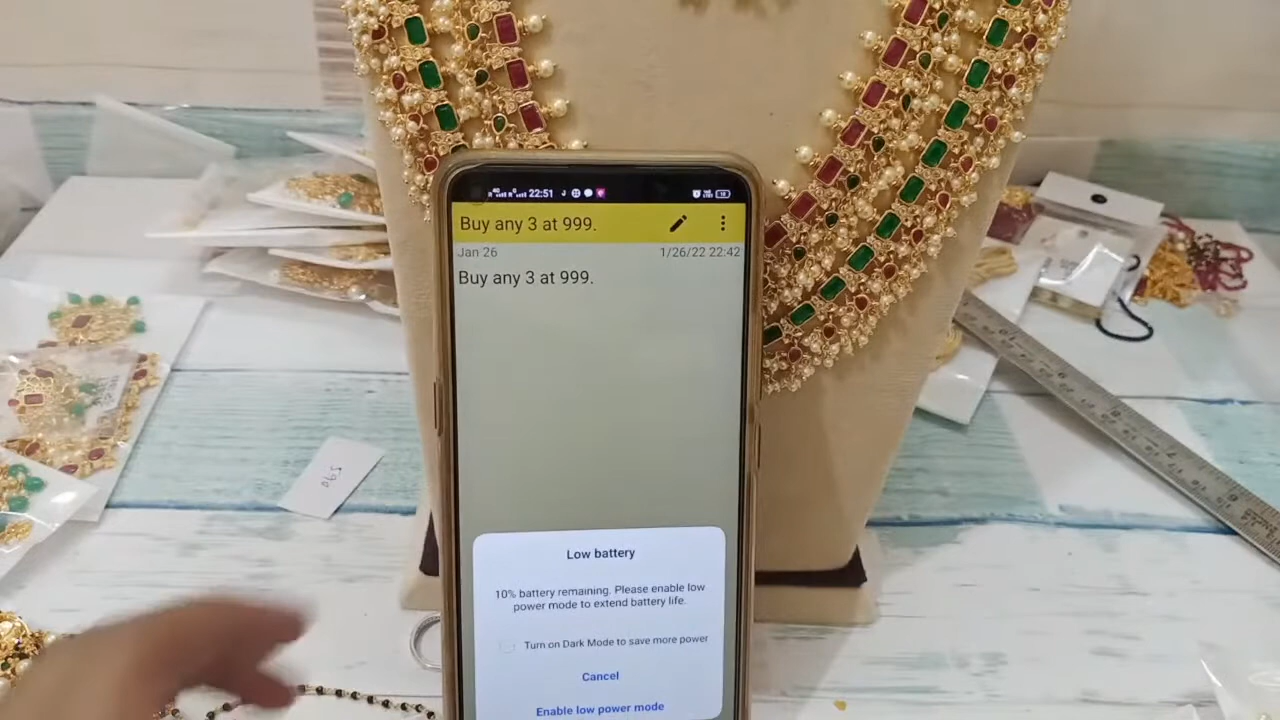 22:51
Buy any 3 at 999.
Jan 26
1/26/22 22:42
Buy any 3 at 999.
Low battery
10% battery remaining. Please enable low
power mode to extend battery life.
Turn on Dark Mode to save more power
Cancel
Enable low power mode
590